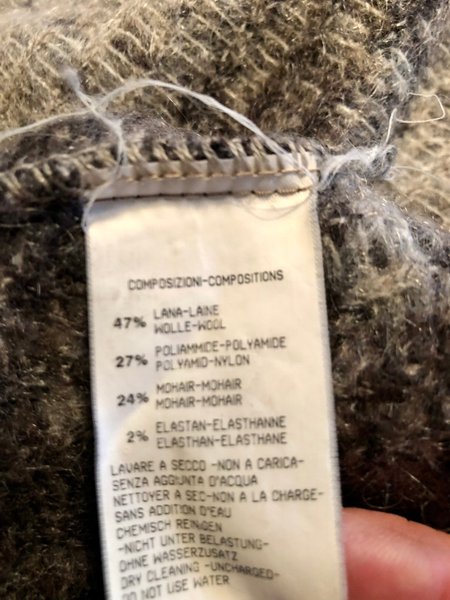 COMPOSIZIONI-COMPOSITIONS
47% LANA-LAINE
WOLLE-WOOL
27% POLIAMMIDE-POLYAMIDE
POLYAMID-NYLON
24% MOHAIR-MOHAIR
MOHAIR-MOHAIR
2% ELASTAN-ELASTHANNE
ELASTHAN-ELASTHANE
LAVARE A SECCO -NON A CARICA-
SENZA AGGIUNTA D'ACQUA
NETTOYER A SEC-NON A LA CHARGE-
SANS ADDITION D'EAU
CHEMISCH REINIGEN
-NICHT UNTER BELASTUNG-
OHNE WASSERZUSATZ
DRY CLEANING -UNCHARGED-
DO NOT USE WATER